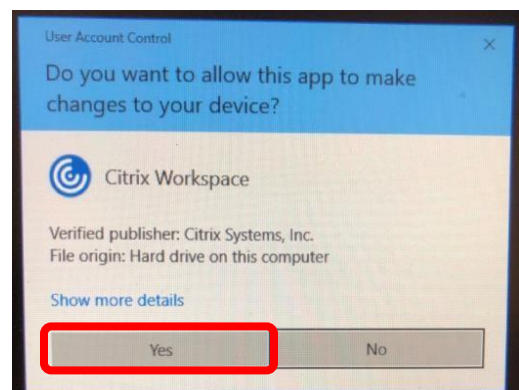 User Account Control
Do you want to allow this app to make
changes to your device?
Citrix Workspace
Verified publisher: Citrix Systems, Inc.
File origin: Hard drive on this computer
Show more details
Yes
No